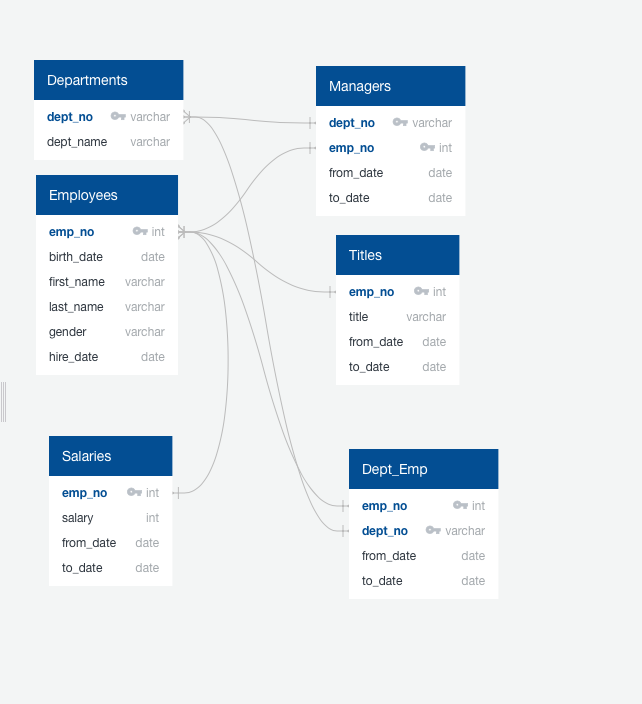 Departments
dept_no varchar
dept_name varchar
Employees
emp_no int
birth_date date
first_name varchar
last_name varchar
gender varchar
hire_date date
Salaries
emp_no int
salary int
from_date date
to_date date
Managers
dept_no varchar
emp_no int
from_date date
to_date date
Titles
emp_no int
title varchar
from_date date
to_date date
Dept_Emp
emp_no int
dept_no varchar
from_date date
to_date date